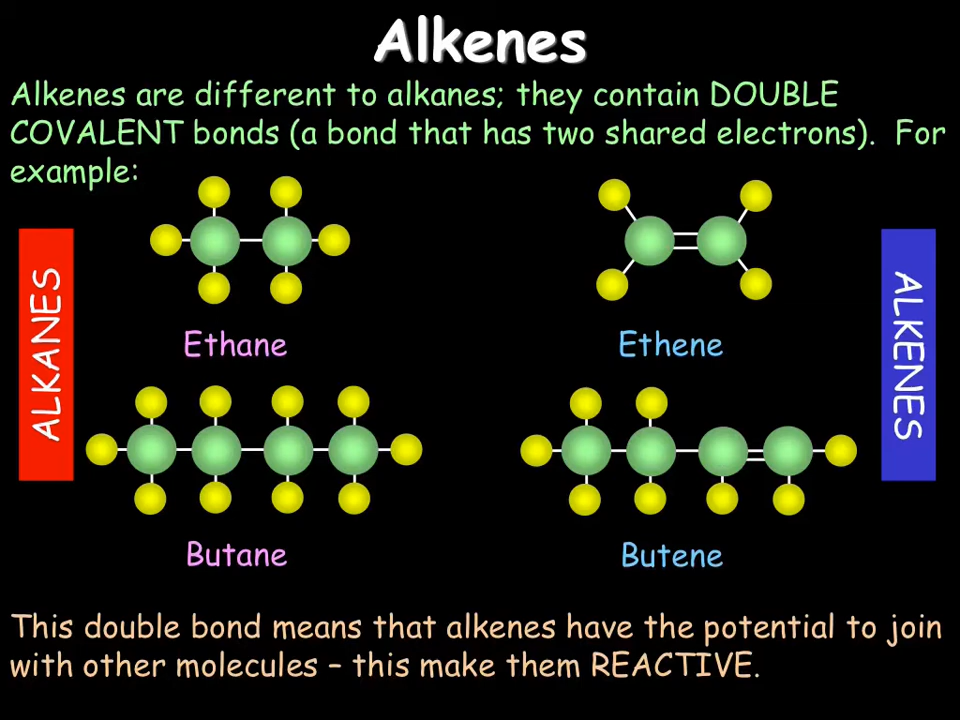 Alkenes
Alkenes are different to alkanes; they contain DOUBLE
COVALENT bonds (a bond that has two shared electrons).  For
example:
ALKANES
ALKENES
Ethane
Ethene
Butane
Butene
This double bond means that alkenes have the potential to join
with other molecules – this make them REACTIVE.